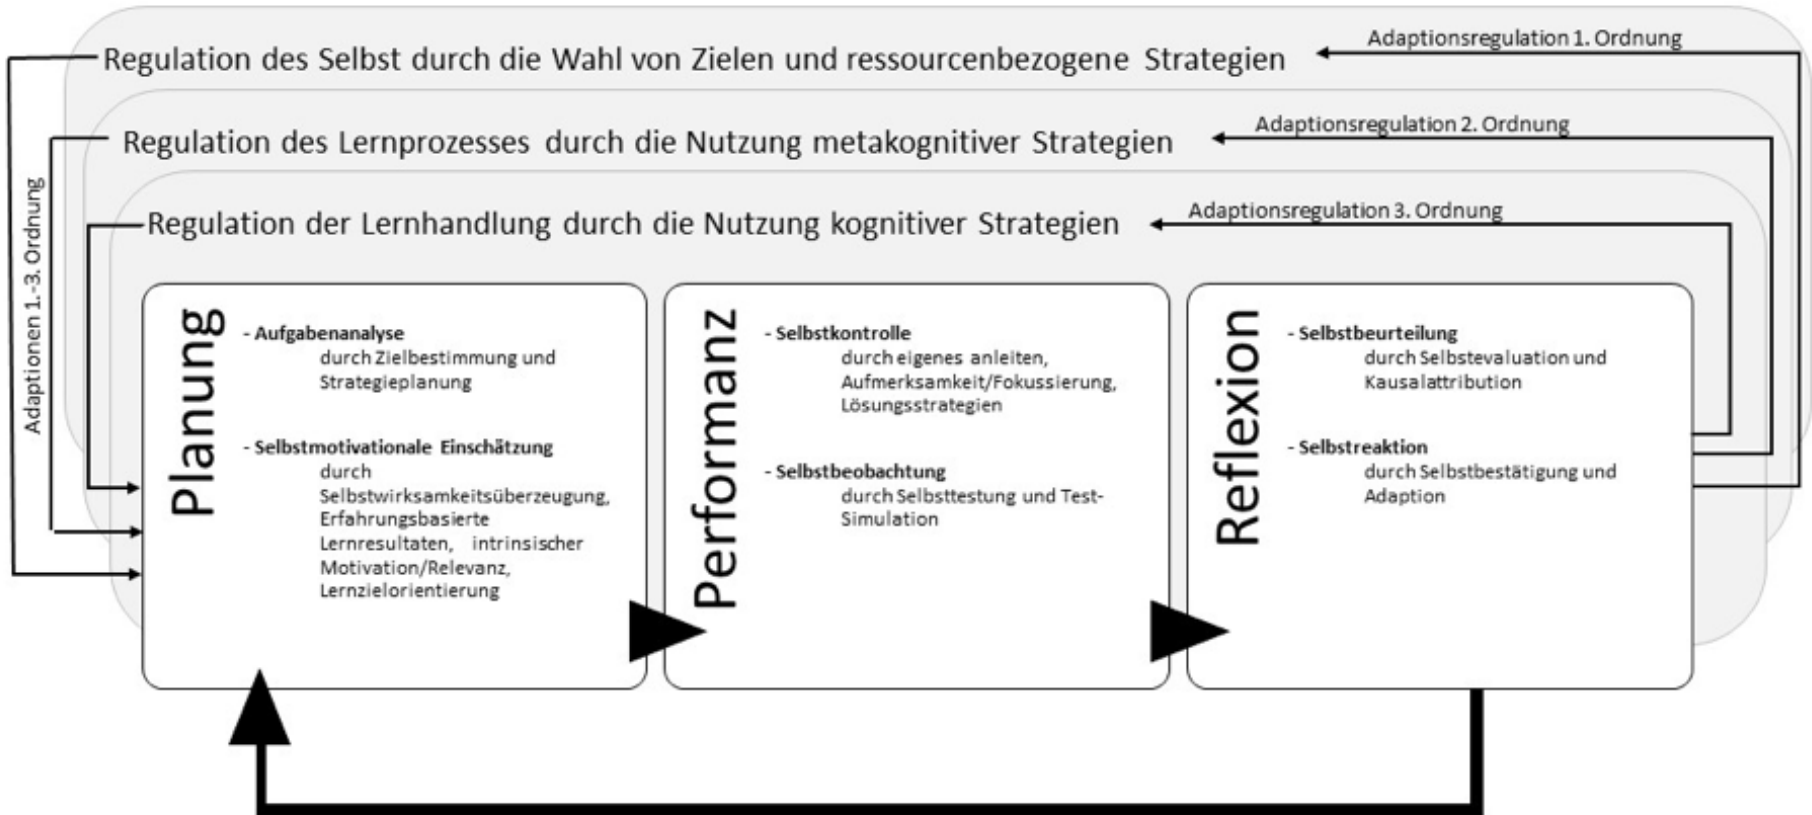 Regulation des Selbst durch die Wahl von Zielen und ressourcenbezogene Strategien
Adaptionsregulation 1. Ordnung
Regulation des Lernprozesses durch die Nutzung metakognitiver Strategien
Adaptionsregulation 2. Ordnung
Regulation der Lernhandlung durch die Nutzung kognitiver Strategien
Adaptionsregulation 3. Ordnung
Adaptionen 1.-3. Ordnung
Planung
- Aufgabenanalyse
durch Zielbestimmung und
Strategieplanung
- Selbstmotivationale Einschätzung
durch
Selbstwirksamkeitsüberzeugung,
Erfahrungsbasierte
Lernresultaten, intrinsischer
Motivation/Relevanz,
Lernzielorientierung
Performanz
- Selbstkontrolle
durch eigenes anleiten,
Aufmerksamkeit/Fokussierung,
Lösungsstrategien
- Selbstbeobachtung
durch Selbsttestung und Test-
Simulation
Reflexion
- Selbstbeurteilung
durch Selbstevaluation und
Kausalattribution
- Selbstreaktion
durch Selbstbestätigung und
Adaption